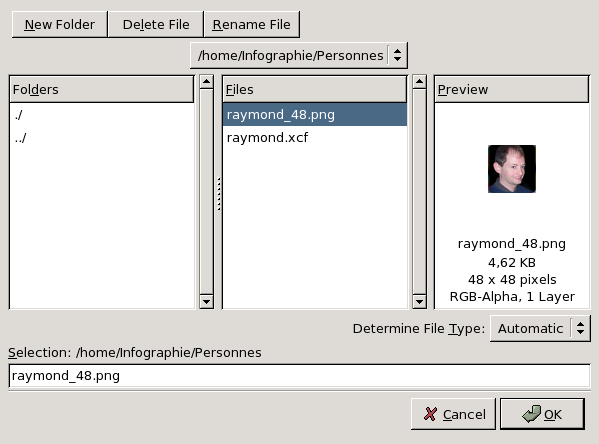 New Folder Delete File Rename File
/home/Infographie/Personnes
Folders Files Preview
./ raymond_48.png
../ raymond.xcf
raymond_48.png
4,62 KB
48 x 48 pixels
RGB-Alpha, 1 Layer
Determine File Type: Automatic
Selection: /home/Infographie/Personnes
raymond_48.png
Cancel OK